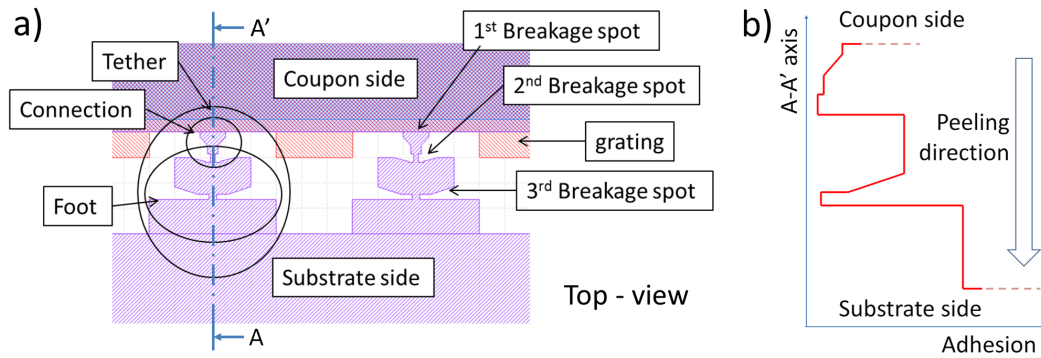 a)
A’
1st Breakage spot
Tether
Coupon side
2nd Breakage spot
Connection
grating
3rd Breakage spot
Foot
Substrate side
Top - view
A
b)
A-A’ axis
Coupon side
Peeling
direction
Substrate side
Adhesion